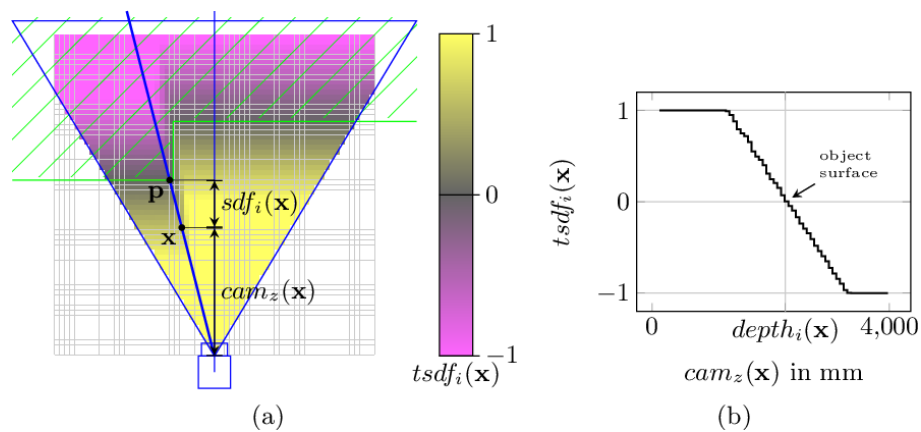 1
0
−1
p
x
sdf_i(x)
cam_z(x)
tsdf_i(x)
(a)
tsdf_i(x)
1
0
−1
object
surface
0
depth_i(x)
4,000
cam_z(x) in mm
(b)